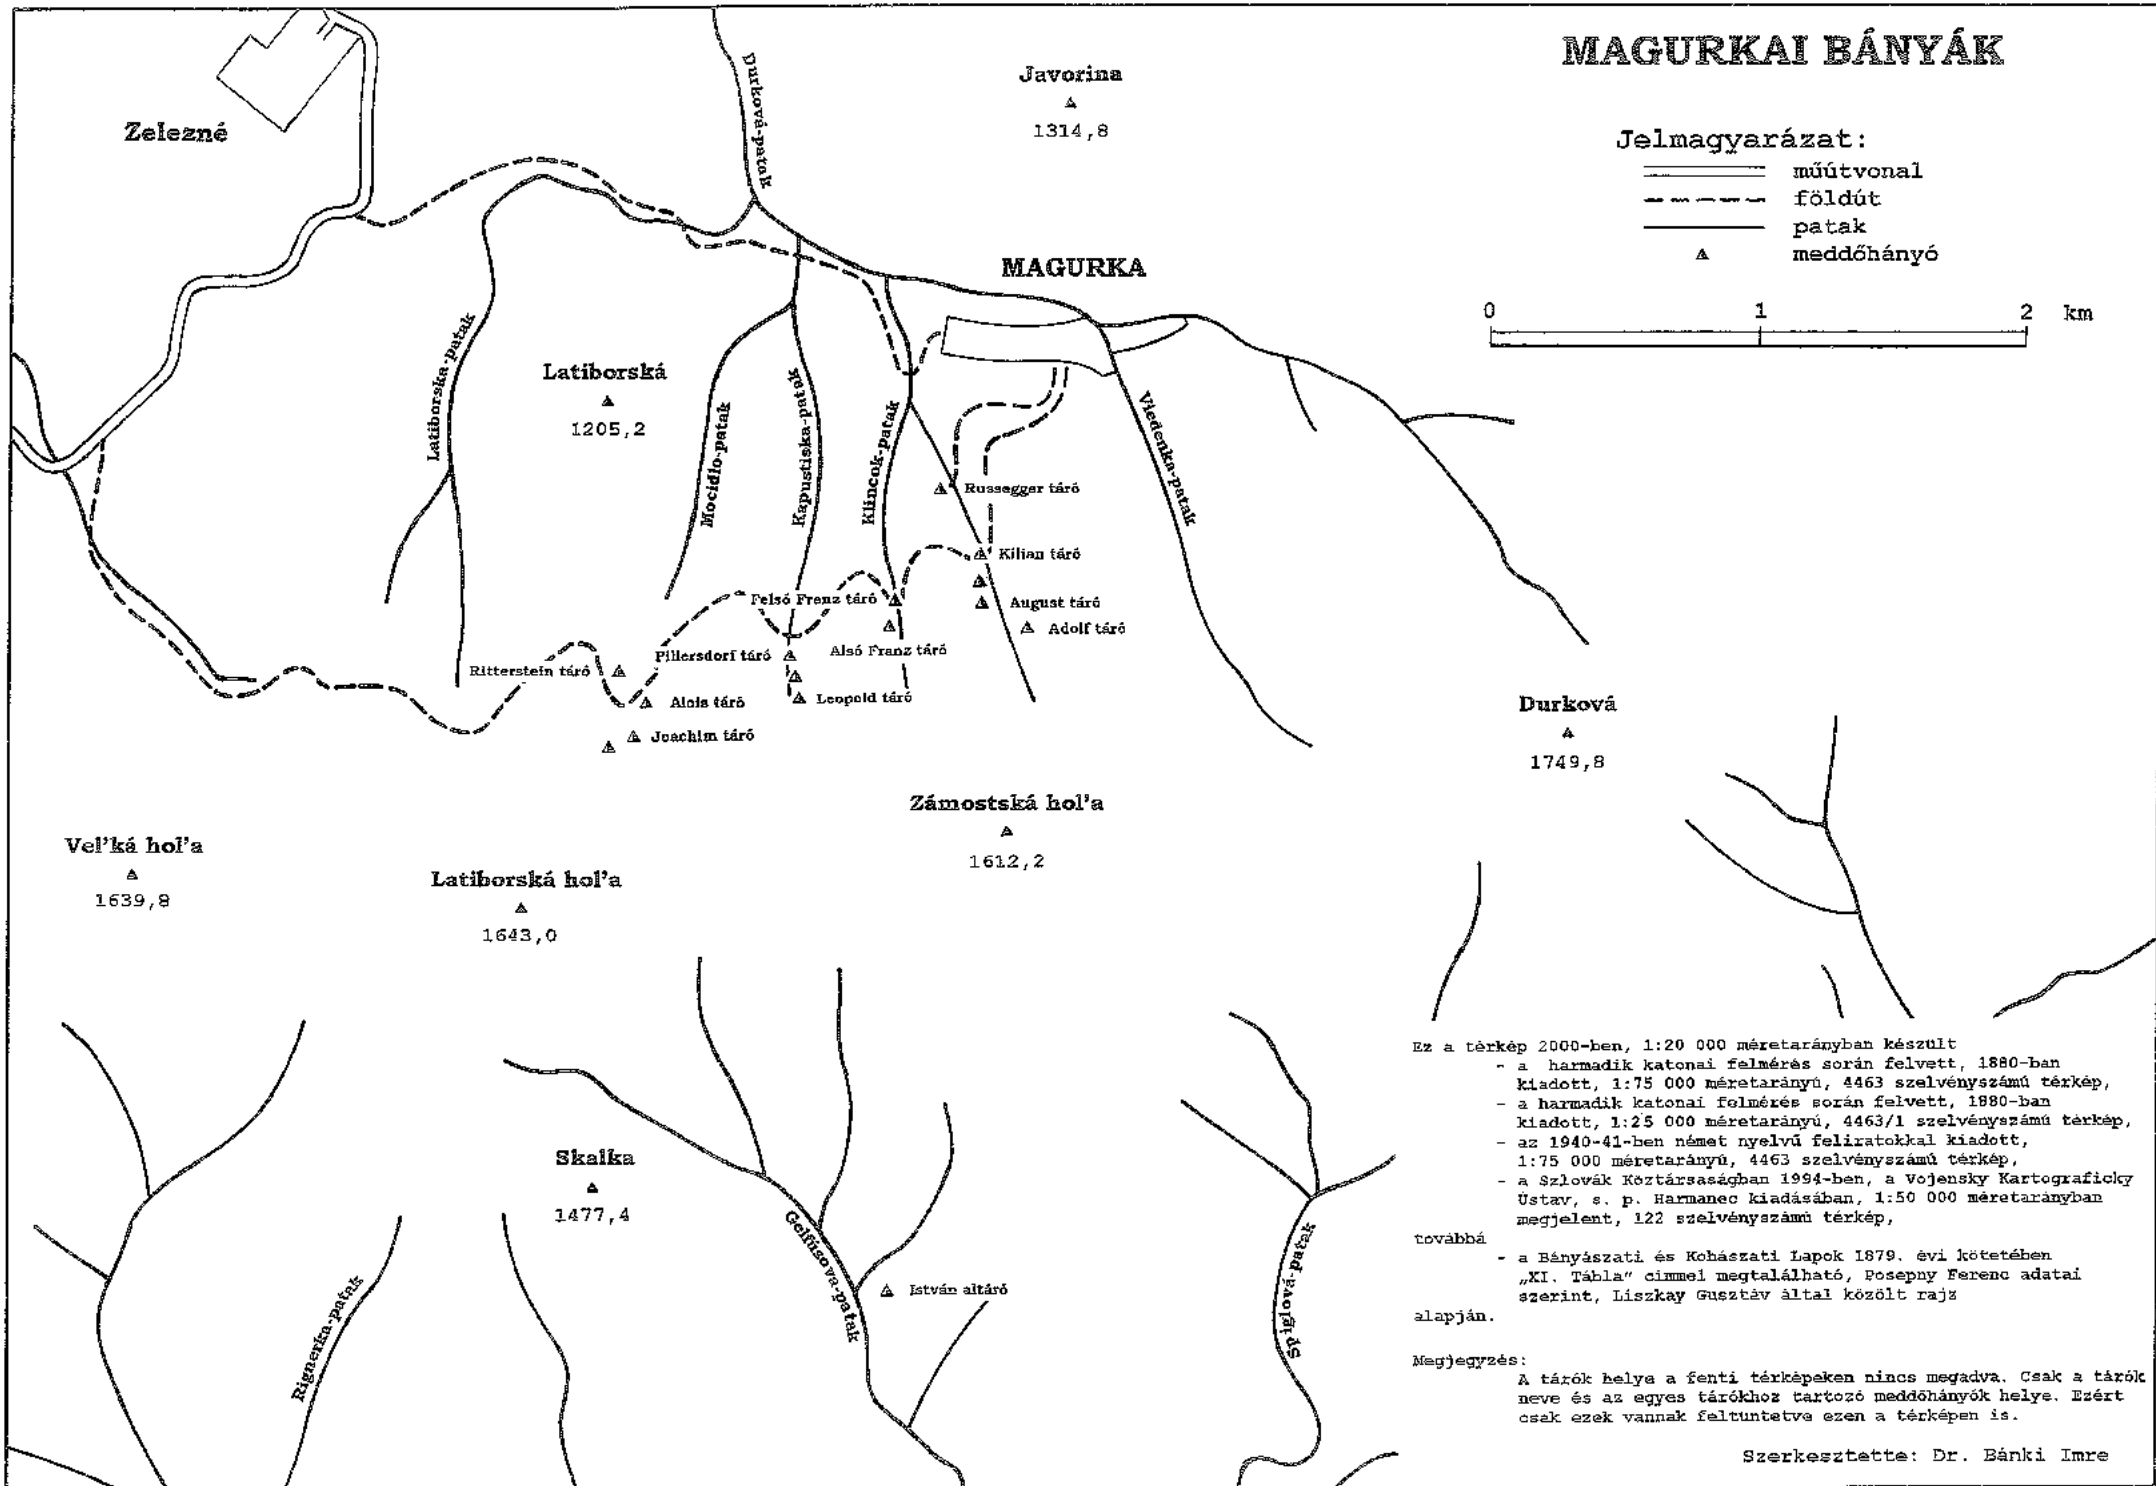 MAGURKAI BÁNYÁK
Jelmagyarázat:
műútvonal
földút
patak
meddőhányó
0 1 2 km
Javorina
1314,8
Durková-patak
Zelezné
MAGURKA
Latiborska-patak
Latiborská
1205,2
Mocidlo-patak
Kapustiska-patak
Klincok-patak
Viedenka-patak
Russegger táró
Kilian táró
Felső Franz táró
August táró
Adolf táró
Alsó Franz táró
Pillersdorf táró
Ritterstein táró
Leopold táró
Alois táró
Joachim táró
Durková
1749,8
Zámostská hol'a
1612,2
Vel'ká hol'a
1639,8
Latiborská hol'a
1643,0
Skalka
1477,4
Gelfúsova-patak
István altáró
Spiglová-patak
Rignerka-patak
Ez a térkép 2000-ben, 1:20 000 méretarányban készült
- a harmadik katonai felmérés során felvett, 1880-ban
kiadott, 1:75 000 méretarányú, 4463 szelvényszámú térkép,
- a harmadik katonai felmérés során felvett, 1880-ban
kiadott, 1:25 000 méretarányú, 4463/1 szelvényszámú térkép,
- az 1940-41-ben német nyelvű feliratokkal kiadott,
1:75 000 méretarányú, 4463 szelvényszámú térkép,
- a Szlovák Köztársaságban 1994-ben, a Vojensky Kartograficky
Ústav, s. p. Harmanec kiadásában, 1:50 000 méretarányban
megjelent, 122 szelvényszámú térkép,
továbbá
- a Bányászati és Kohászati Lapok 1879. évi kötetében
„XI. Tábla" címmel megtalálható, Posepny Ferenc adatai
szerint, Liszkay Gusztáv által közölt rajz
alapján.
Megjegyzés:
A tárók helye a fenti térképeken nincs megadva. Csak a tárók
neve és az egyes tárókhoz tartozó meddőhányók helye. Ezért
csak ezek vannak feltüntetve ezen a térképen is.
Szerkesztette: Dr. Bánki Imre